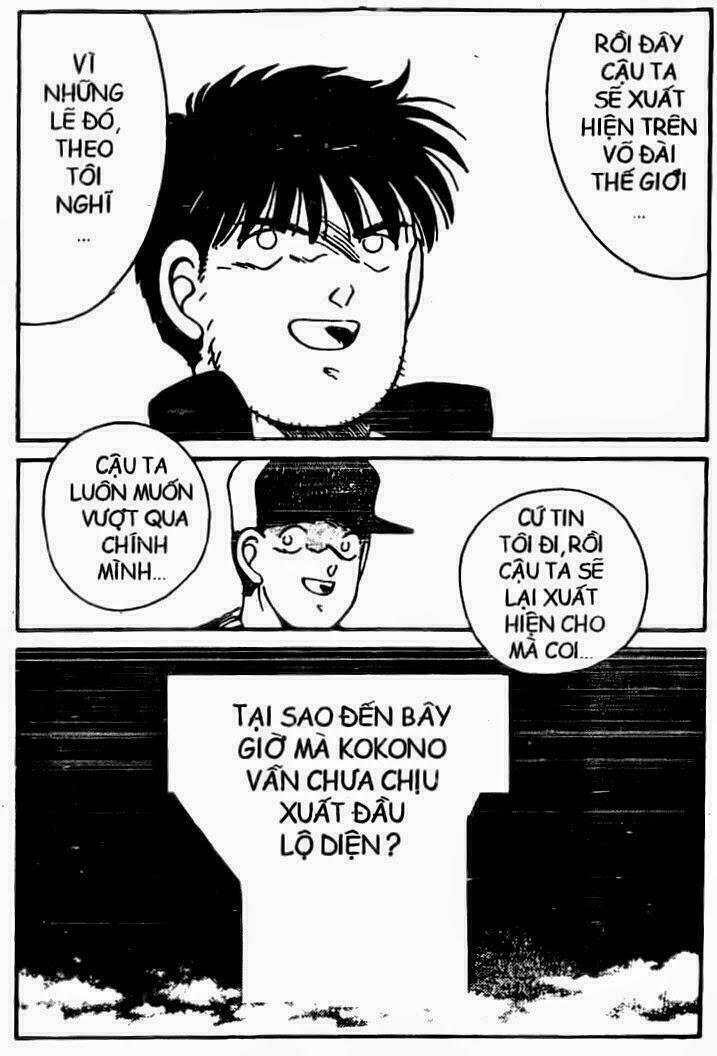 RỒI ĐÂY
CẬU TA
SẼ XUẤT
HIỆN TRÊN
VÕ ĐÀI
THẾ GIỚI
...
VÌ
NHỮNG
LẼ ĐÓ,
THEO
TÔI
NGHĨ
...
CẬU TA
LUÔN MUỐN
VƯỢT QUA
CHÍNH
MÌNH...
CỨ TIN
TÔI ĐI, RỒI
CẬU TA SẼ
LẠI XUẤT
HIỆN CHO
MÀ COI...
TẠI SAO ĐẾN BÂY
GIỜ MÀ KOKONO
VẪN CHƯA CHỊU
XUẤT ĐẦU
LỘ DIỆN?